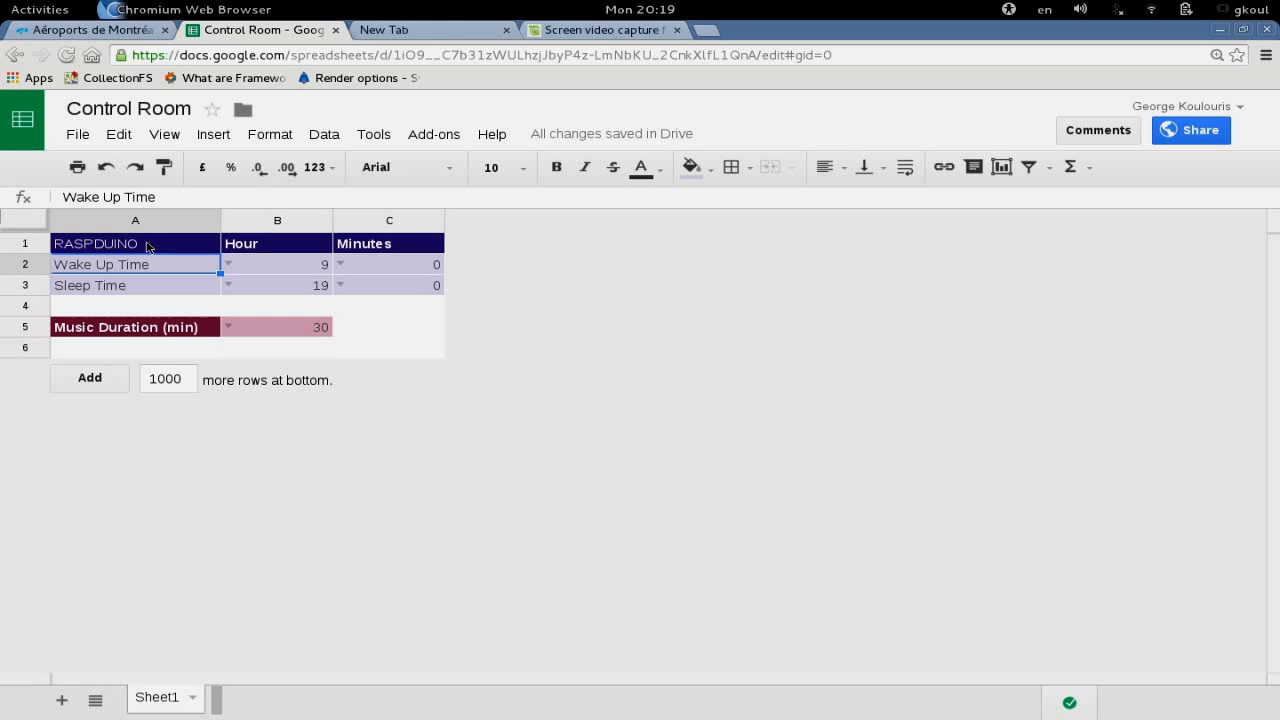 Activities Chromium Web Browser Mon 20:19 en gkoul
Aéroports de Montréa Control Room - Goog New Tab Screen video capture f
https://docs.google.com/spreadsheets/d/1iO9__C7b31zWULhzjJbyP4z-LmNbKU_2CnkXlfL1QnA/edit#gid=0
Apps CollectionFS What are Framewo Render options - S
Control Room George Koulouris
File Edit View Insert Format Data Tools Add-ons Help All changes saved in Drive Comments Share
£ % .0 .00 123 Arial 10 B I S A Σ
fx Wake Up Time
A B C
1 RASPDUINO Hour Minutes
2 Wake Up Time 9 0
3 Sleep Time 19 0
4
5 Music Duration (min) 30
6
Add 1000 more rows at bottom.
+ Sheet1